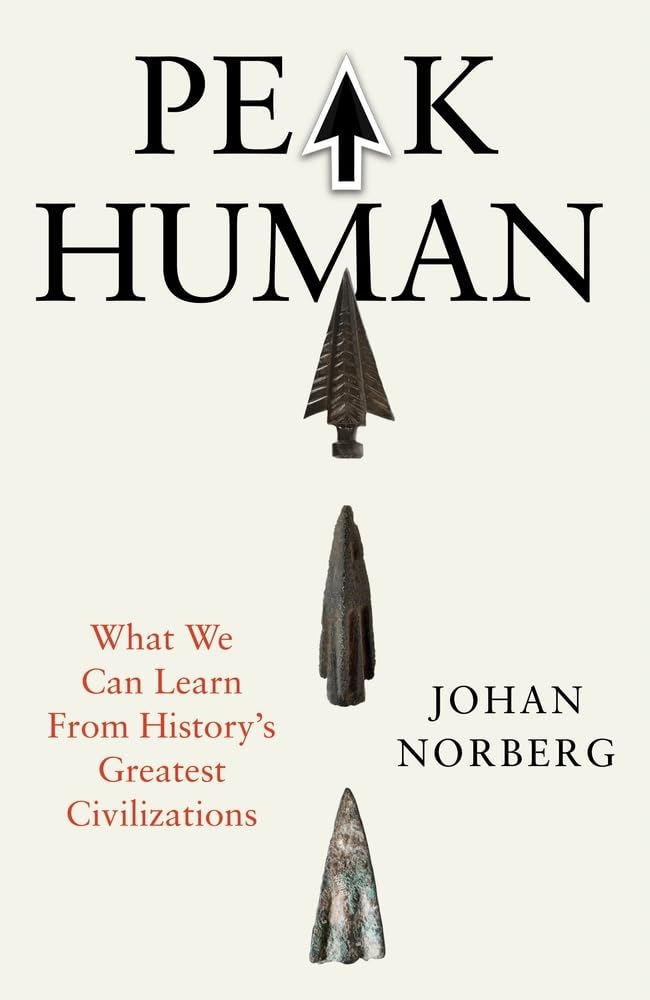 PEAK
HUMAN
What We
Can Learn
From History's
Greatest
Civilizations
JOHAN
NORBERG